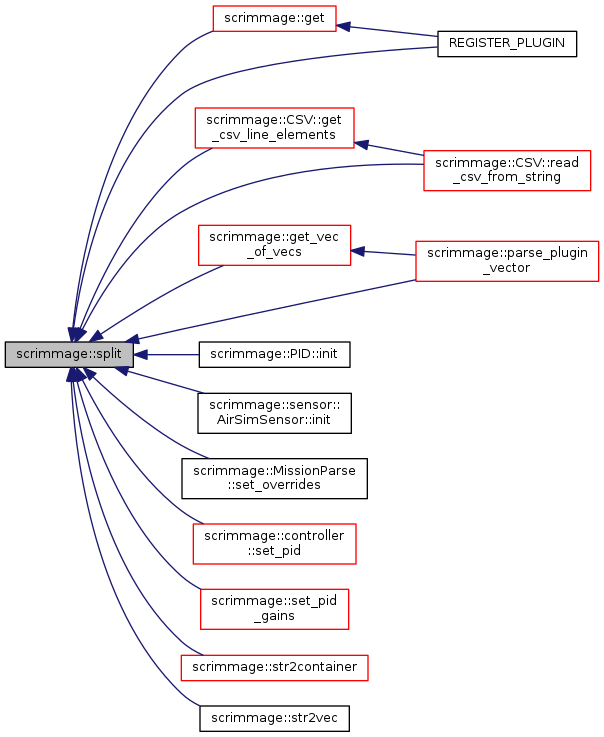 scrimmage::get
REGISTER_PLUGIN
scrimmage::CSV::get
_csv_line_elements
scrimmage::CSV::read
_csv_from_string
scrimmage::get_vec
_of_vecs
scrimmage::parse_plugin
_vector
scrimmage::split
scrimmage::PID::init
scrimmage::sensor::
AirSimSensor::init
scrimmage::MissionParse
::set_overrides
scrimmage::controller
::set_pid
scrimmage::set_pid
_gains
scrimmage::str2container
scrimmage::str2vec